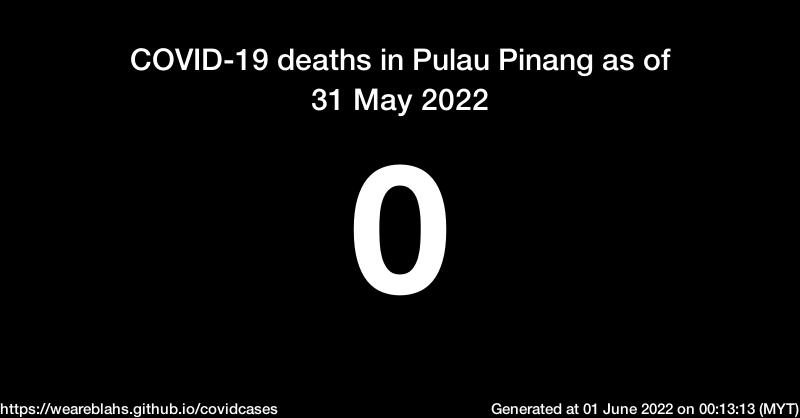 COVID-19 deaths in Pulau Pinang as of
31 May 2022
0
https://weareblahs.github.io/covidcases
Generated at 01 June 2022 on 00:13:13 (MYT)